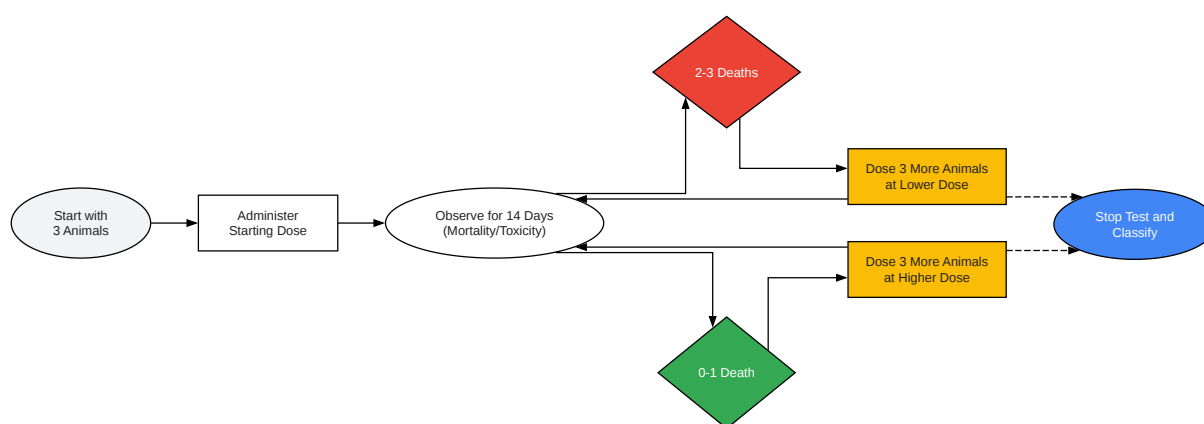 Start with
3 Animals
Administer
Starting Dose
Observe for 14 Days
(Mortality/Toxicity)
2-3 Deaths
0-1 Death
Dose 3 More Animals
at Lower Dose
Dose 3 More Animals
at Higher Dose
Stop Test and
Classify